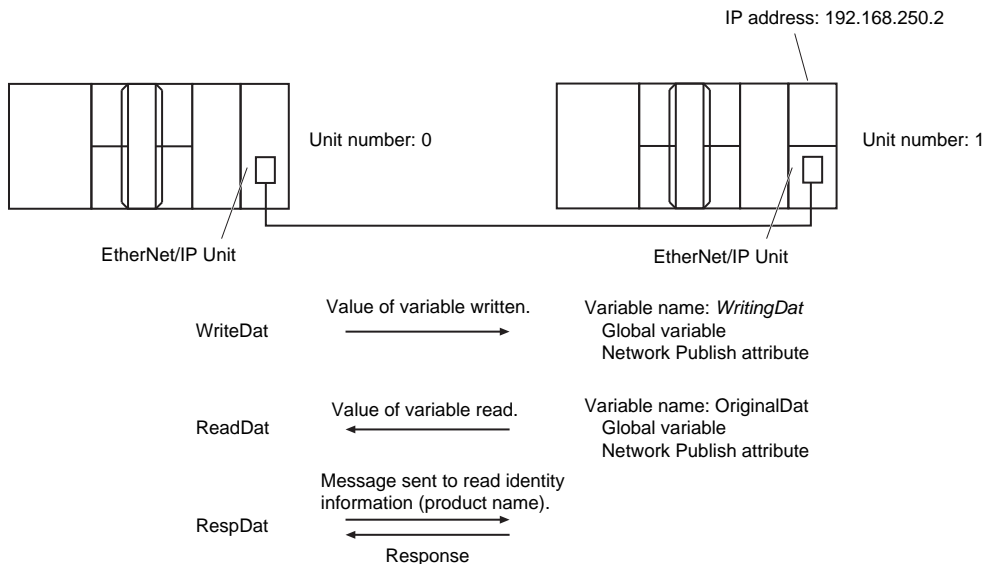 IP address: 192.168.250.2
Unit number: 0
Unit number: 1
EtherNet/IP Unit
EtherNet/IP Unit
Value of variable written.
WriteDat
Variable name: WritingDat
Global variable
Network Publish attribute
Value of variable read.
ReadDat
Variable name: OriginalDat
Global variable
Network Publish attribute
Message sent to read identity
information (product name).
RespDat
Response